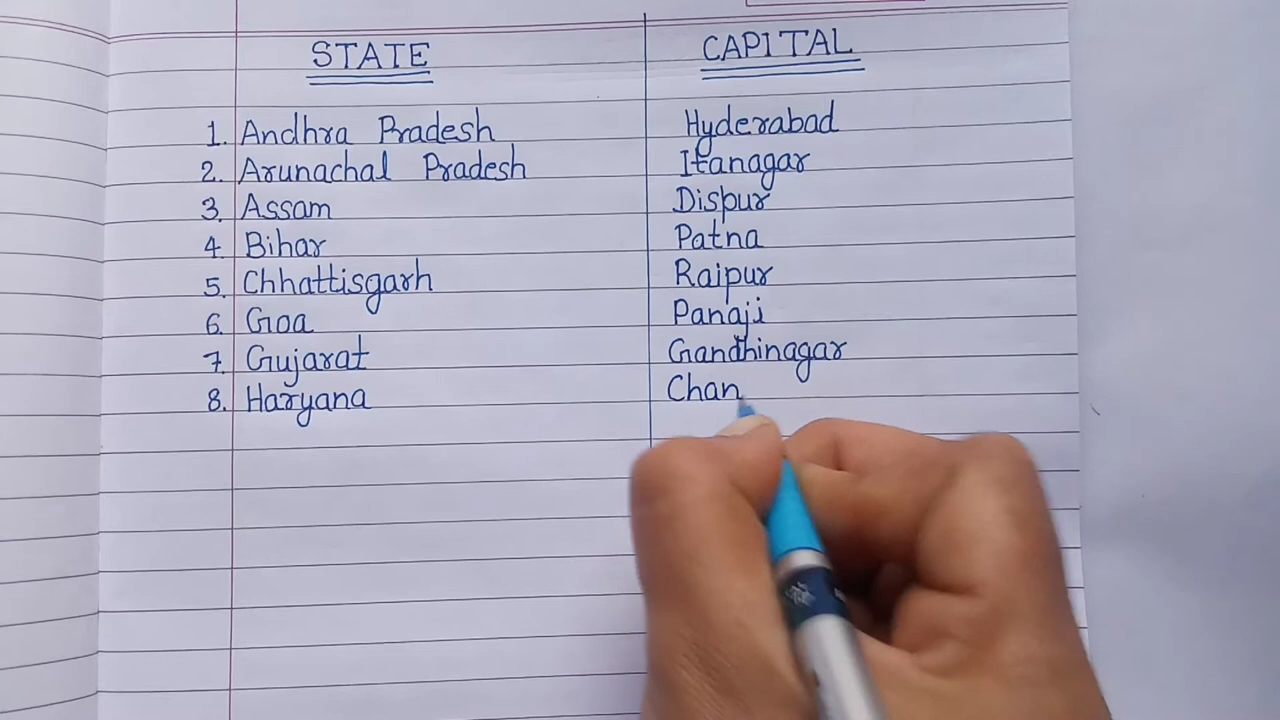 STATE CAPITAL
1. Andhra Pradesh Hyderabad
2. Arunachal Pradesh Itanagar
3. Assam Dispur
4. Bihar Patna
5. Chhattisgarh Raipur
6. Goa Panaji
7. Gujarat Gandhinagar
8. Haryana Chan